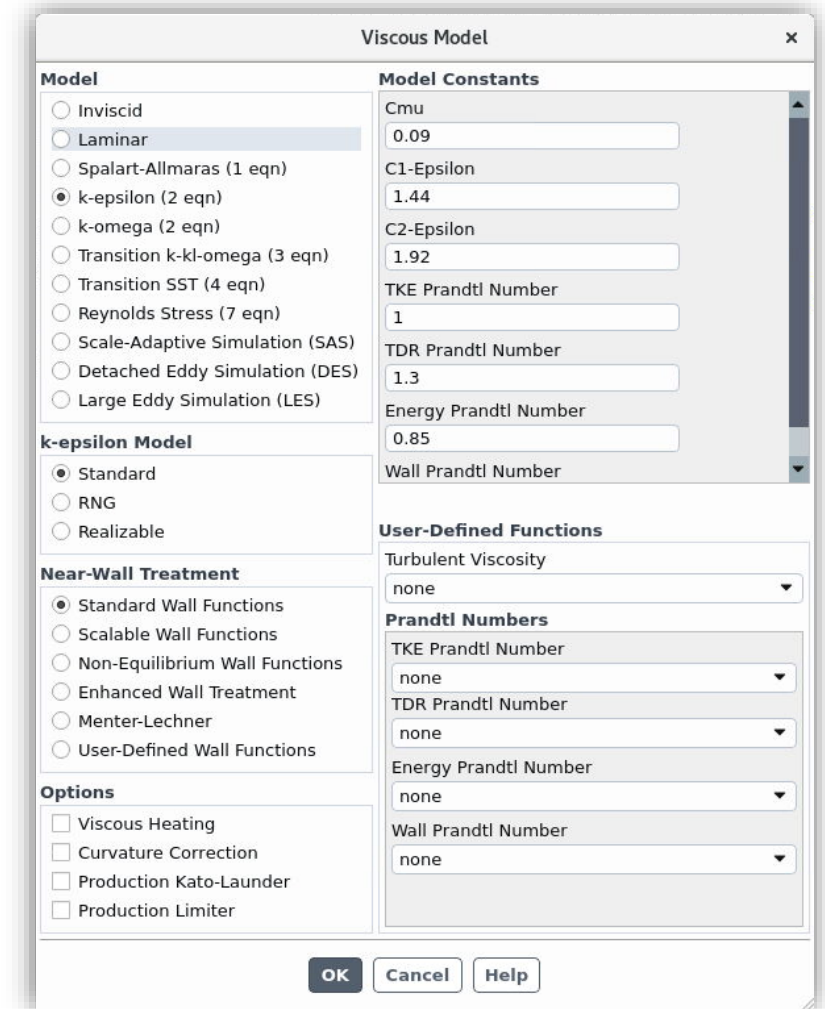 Viscous Model
×
Model
Inviscid
Laminar
Spalart-Allmaras (1 eqn)
k-epsilon (2 eqn)
k-omega (2 eqn)
Transition k-kl-omega (3 eqn)
Transition SST (4 eqn)
Reynolds Stress (7 eqn)
Scale-Adaptive Simulation (SAS)
Detached Eddy Simulation (DES)
Large Eddy Simulation (LES)
k-epsilon Model
Standard
RNG
Realizable
Near-Wall Treatment
Standard Wall Functions
Scalable Wall Functions
Non-Equilibrium Wall Functions
Enhanced Wall Treatment
Menter-Lechner
User-Defined Wall Functions
Options
Viscous Heating
Curvature Correction
Production Kato-Launder
Production Limiter
Model Constants
Cmu
0.09
C1-Epsilon
1.44
C2-Epsilon
1.92
TKE Prandtl Number
1
TDR Prandtl Number
1.3
Energy Prandtl Number
0.85
Wall Prandtl Number
User-Defined Functions
Turbulent Viscosity
none
Prandtl Numbers
TKE Prandtl Number
none
TDR Prandtl Number
none
Energy Prandtl Number
none
Wall Prandtl Number
none
OK Cancel Help